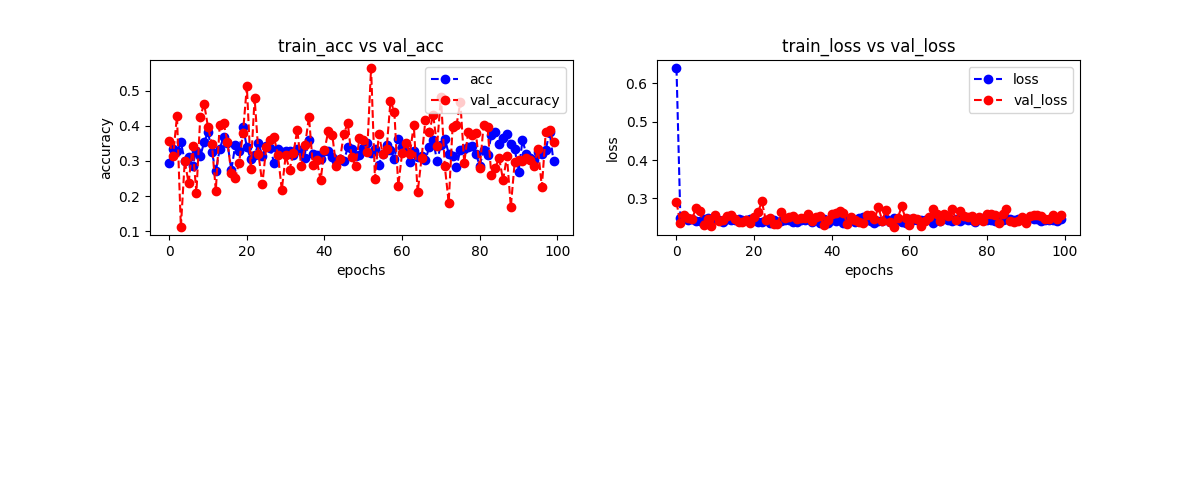 train_acc vs val_acc
accuracy
0.5
0.4
0.3
0.2
0.1
acc
val_accuracy
0
20
40
60
80
100
epochs
train_loss vs val_loss
loss
0.6
0.5
0.4
0.3
loss
val_loss
0
20
40
60
80
100
epochs